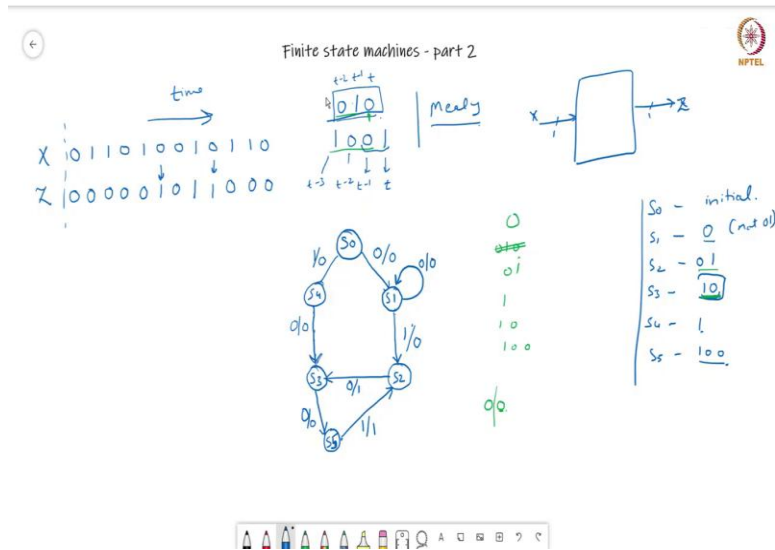 Finite state machines - part 2
NPTEL
time
t-2 t-1 t
0 1 0
1 0 0 1
t-3 t-2 t-1 t
Mealy
X 0 1 1 0 1 0 0 1 0 1 1 0
Z 0 0 0 0 0 1 0 1 1 0 0 0
X 1
1 Z
S0
1/0
0/0
0/0
S4
S1
0/0
1/0
S3
0/1
S2
0/0
1/1
S5
0
010
01
1
10
100
0/0
S0 - initial.
S1 - 0 (not 01)
S2 - 01
S3 - 10
S4 - 1
S5 - 100